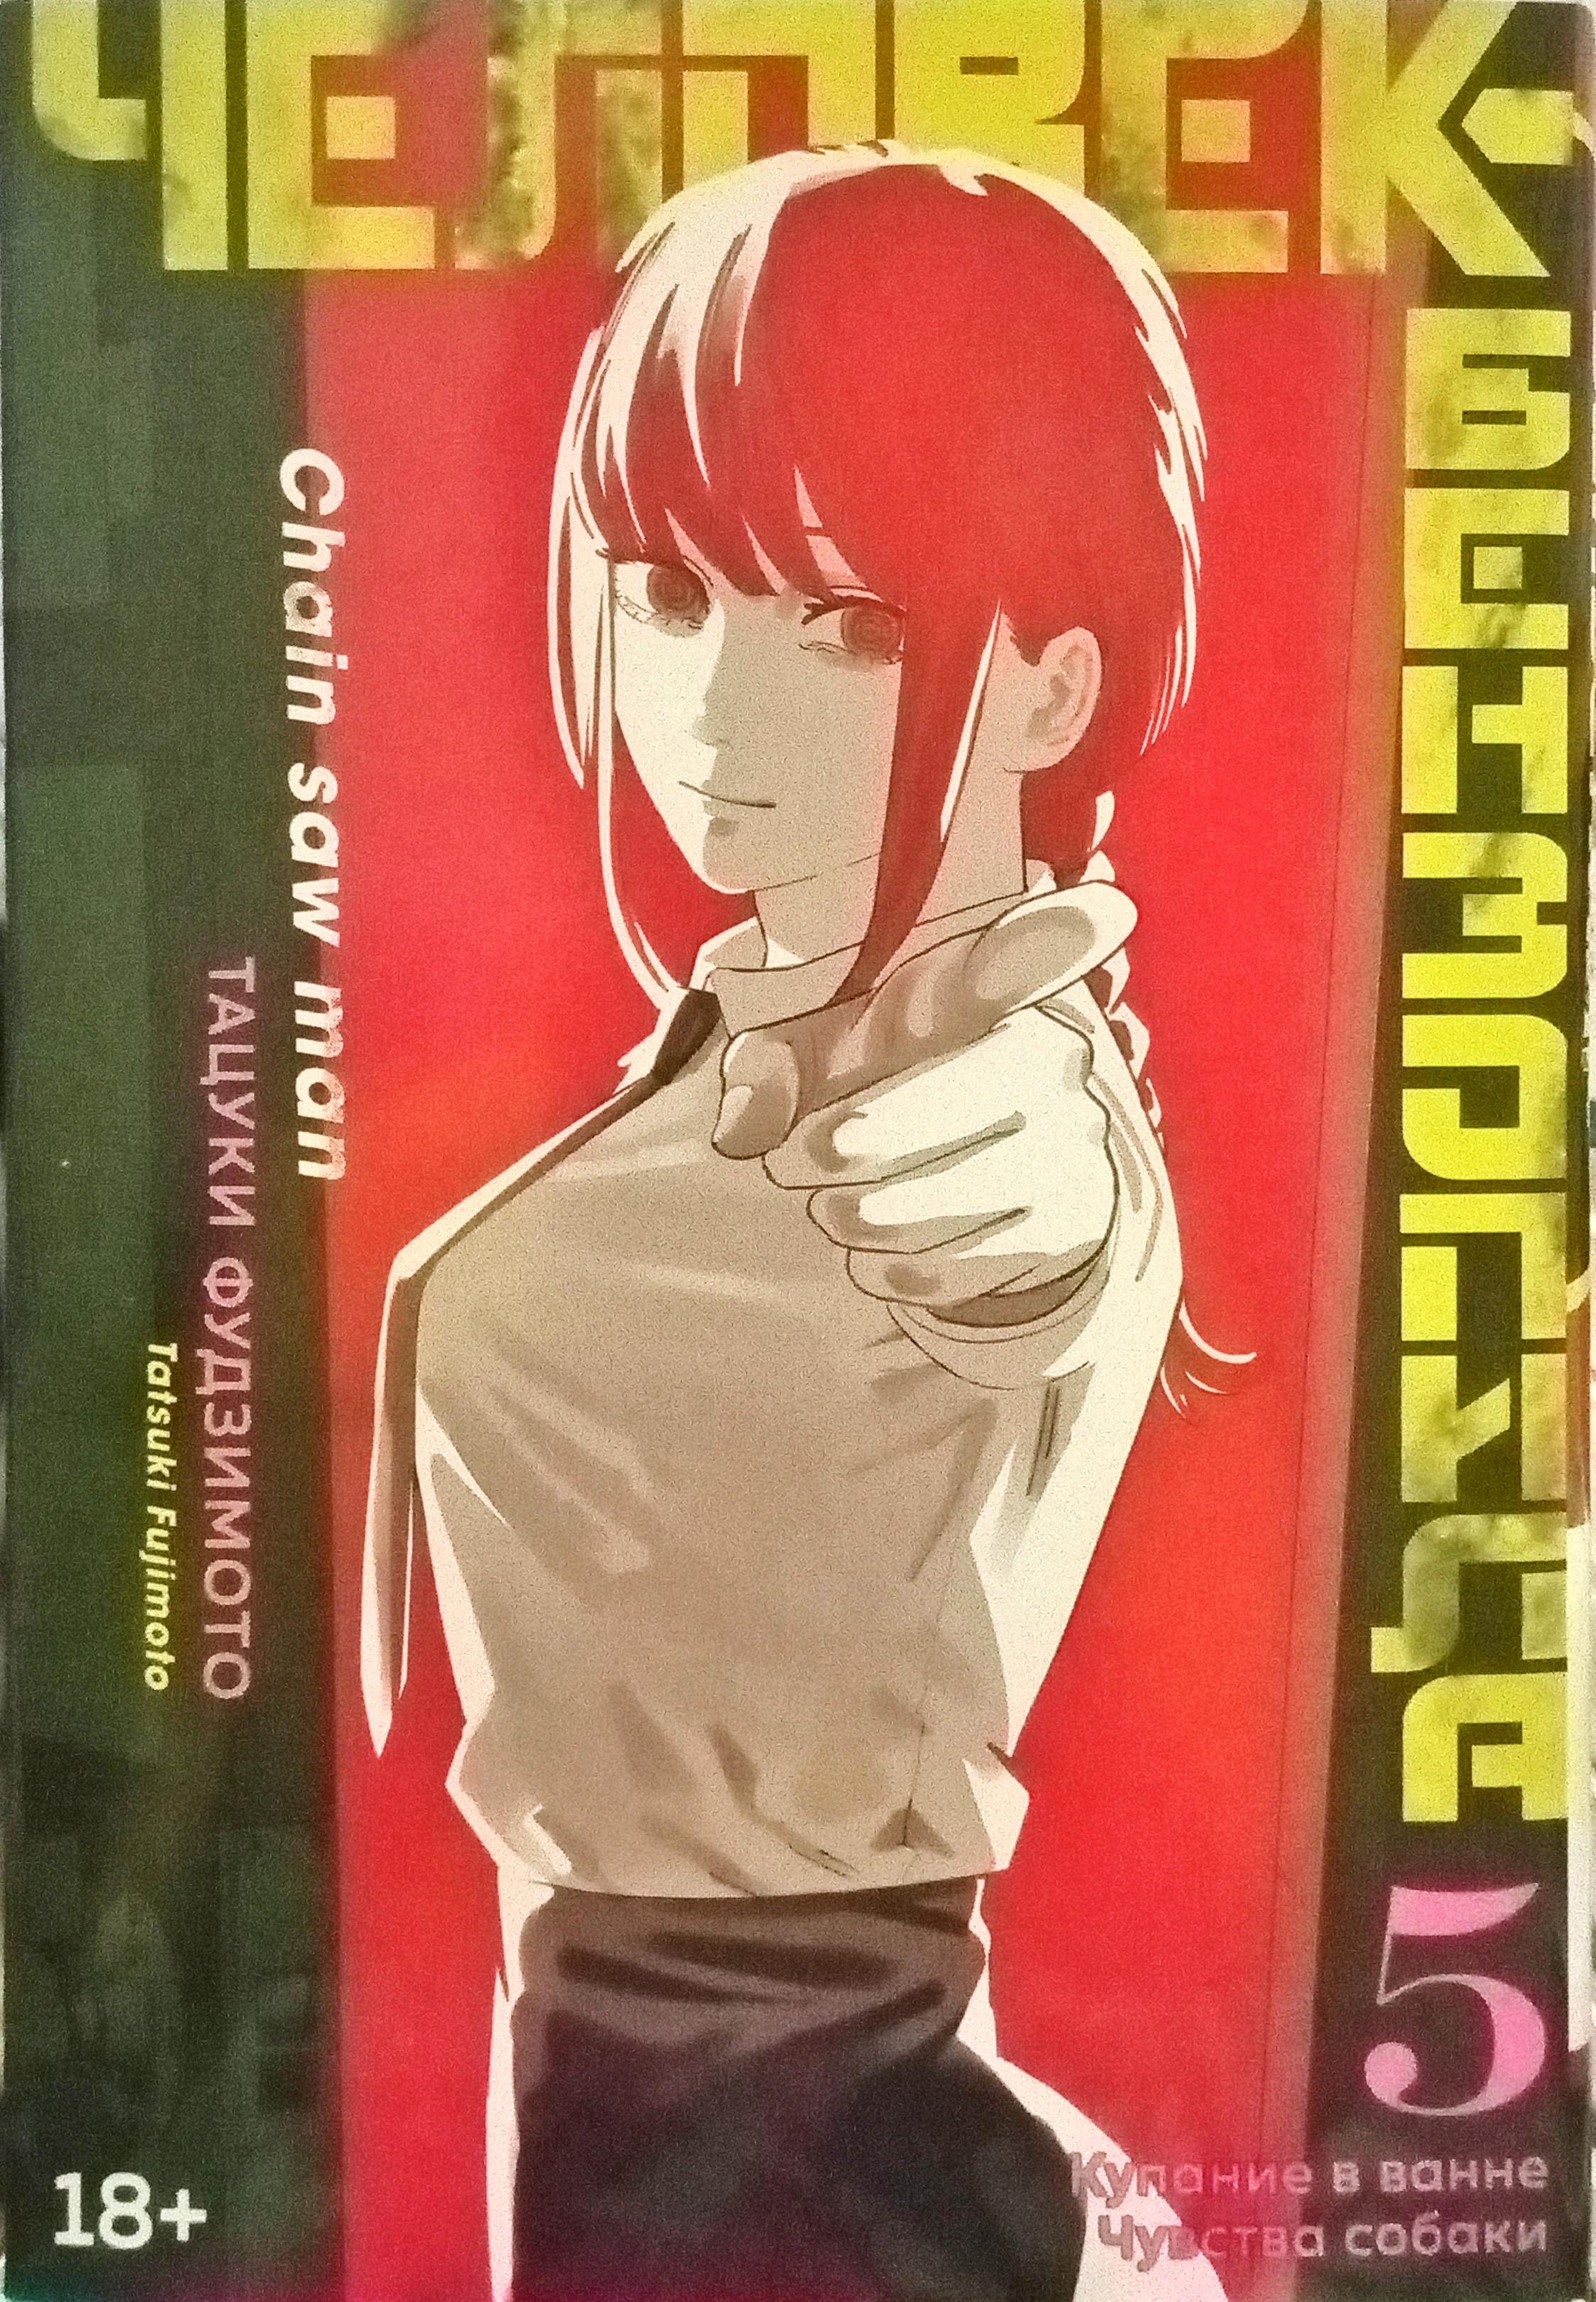 ЧЕЛОВЕК-
БЕНЗОПИЛА
Chain saw man
ТАЦУКИ ФУДЗИМОТО
Tatsuki Fujimoto
5
Купание в ванне
Чувства собаки
18+